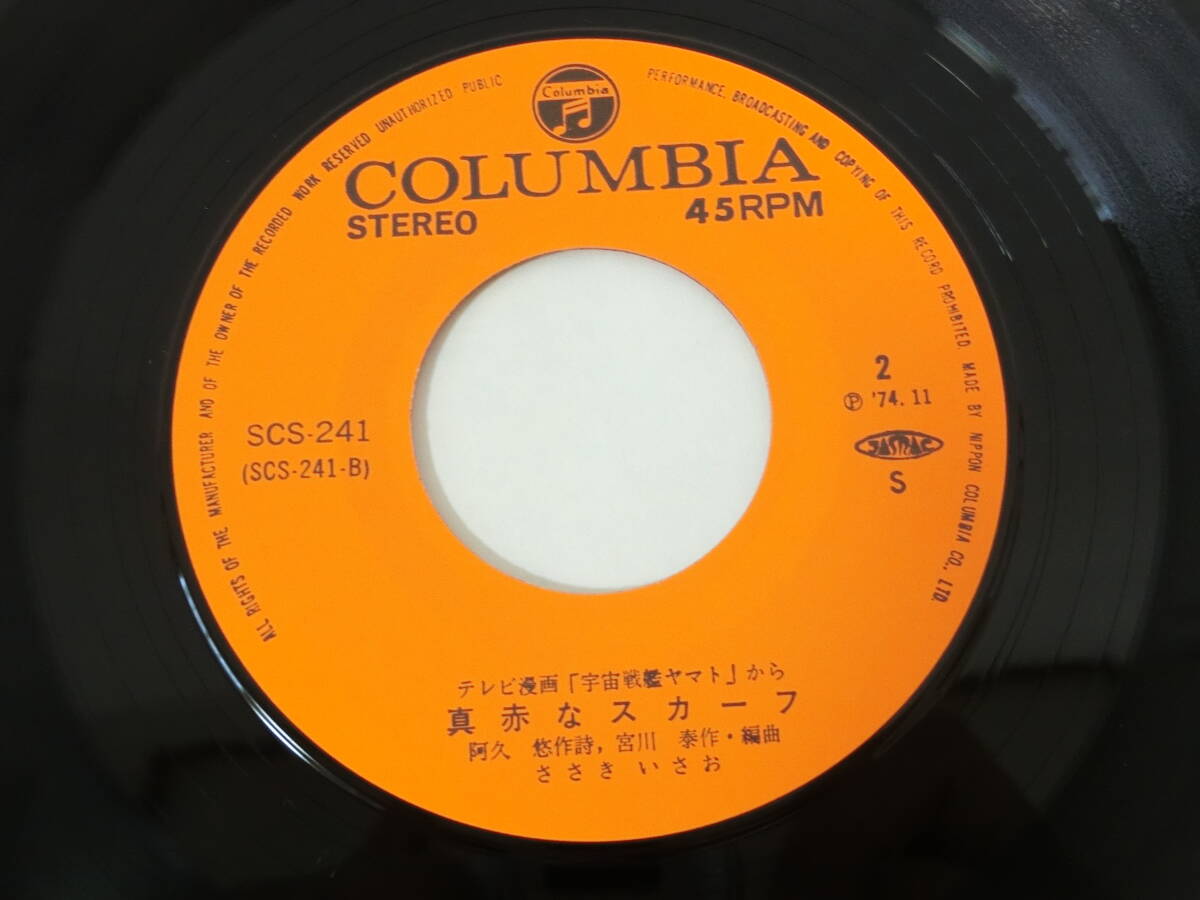 Columbia
COLUMBIA
STEREO 45RPM
ALL RIGHTS OF THE MANUFACTURER AND OF THE OWNER OF THE RECORDED WORK RESERVED UNAUTHORIZED PUBLIC PERFORMANCE, BROADCASTING AND COPYING OF THIS RECORD PROHIBITED. MADE BY NIPPON COLUMBIA CO., LTD.
2
Ⓟ '74.11
SCS-241
(SCS-241-B)
JASRAC
S
テレビ漫画「宇宙戦艦ヤマト」から
真赤なスカーフ
阿久 悠作詩, 宮川 泰作・編曲
ささきいさお